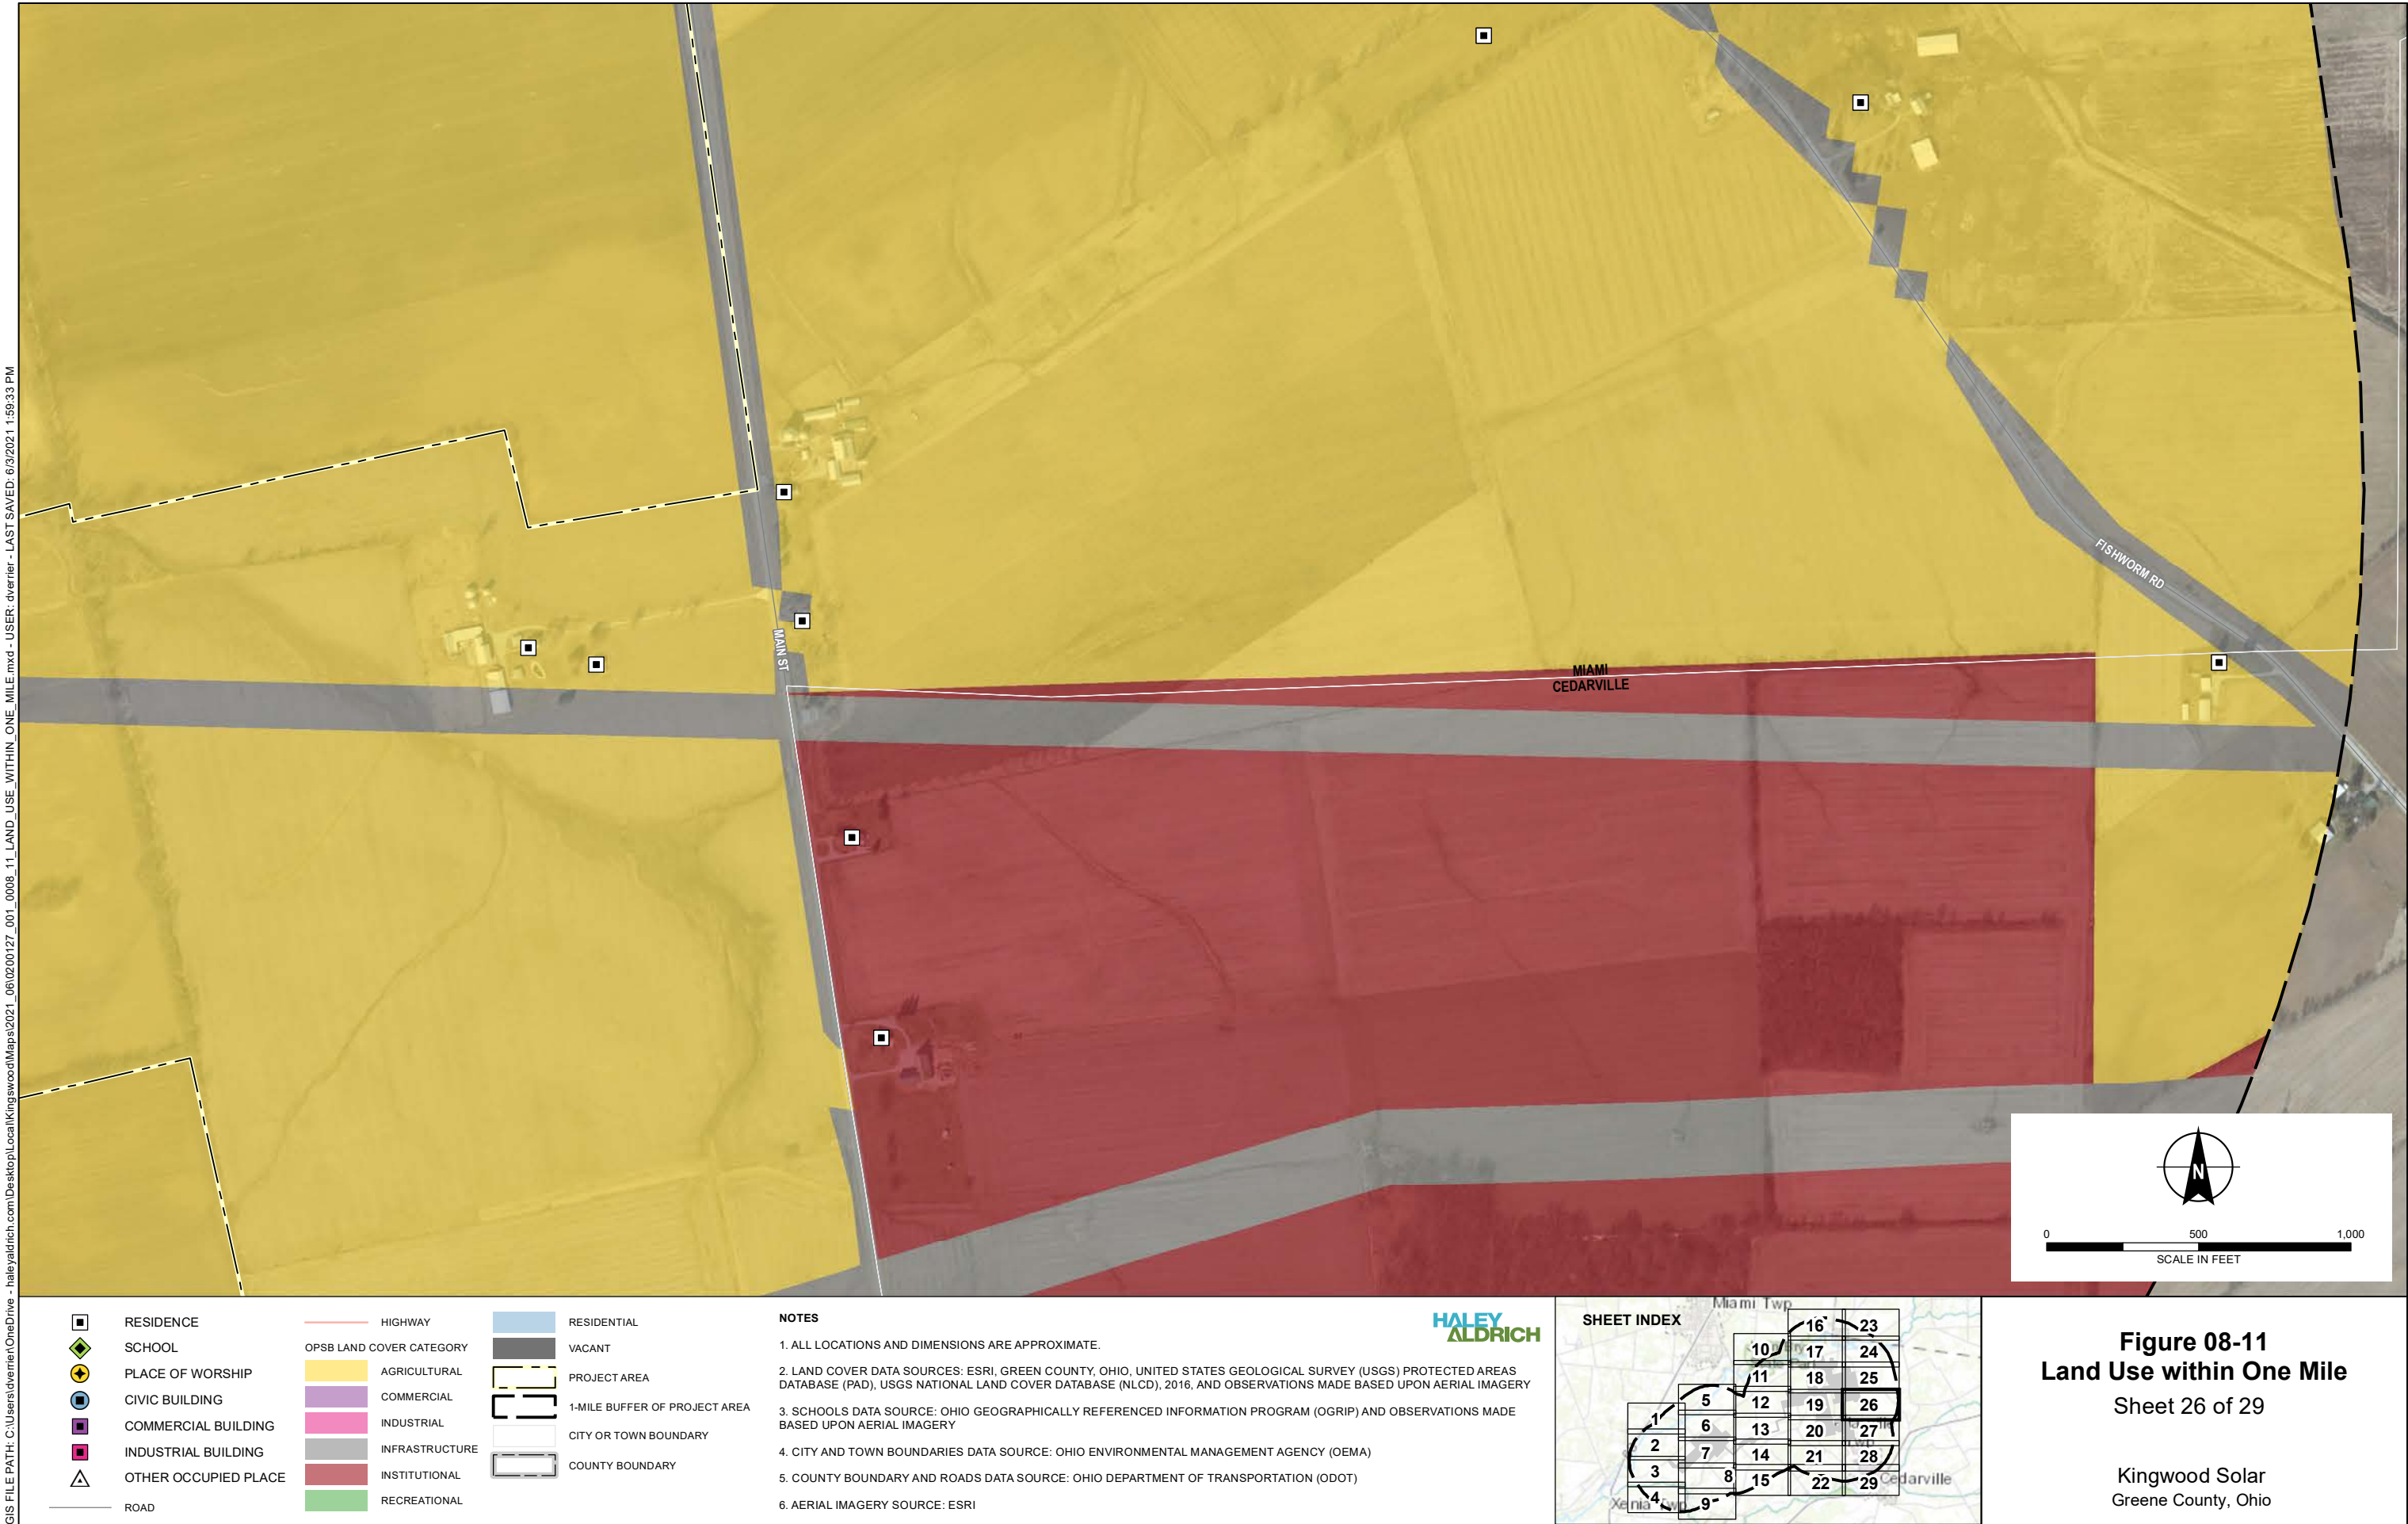 GIS FILE PATH: C:\Users\dverrier\OneDrive - haleyaldrich.com\Desktop\Local\Kingswood\Maps\2021_06\0200127_001_0008_11_LAND_USE_WITHIN_ONE_MILE.mxd - USER: dverrier - LAST SAVED: 6/3/2021 1:59:33 PM
MAIN ST
FISHWORM RD
MIAMI
CEDARVILLE
N
0 500 1,000
SCALE IN FEET
RESIDENCE
SCHOOL
PLACE OF WORSHIP
CIVIC BUILDING
COMMERCIAL BUILDING
INDUSTRIAL BUILDING
OTHER OCCUPIED PLACE
ROAD
HIGHWAY
OPSB LAND COVER CATEGORY
AGRICULTURAL
COMMERCIAL
INDUSTRIAL
INFRASTRUCTURE
INSTITUTIONAL
RECREATIONAL
RESIDENTIAL
VACANT
PROJECT AREA
1-MILE BUFFER OF PROJECT AREA
CITY OR TOWN BOUNDARY
COUNTY BOUNDARY
NOTES
1. ALL LOCATIONS AND DIMENSIONS ARE APPROXIMATE.
2. LAND COVER DATA SOURCES: ESRI, GREEN COUNTY, OHIO, UNITED STATES GEOLOGICAL SURVEY (USGS) PROTECTED AREAS
DATABASE (PAD), USGS NATIONAL LAND COVER DATABASE (NLCD), 2016, AND OBSERVATIONS MADE BASED UPON AERIAL IMAGERY
3. SCHOOLS DATA SOURCE: OHIO GEOGRAPHICALLY REFERENCED INFORMATION PROGRAM (OGRIP) AND OBSERVATIONS MADE
BASED UPON AERIAL IMAGERY
4. CITY AND TOWN BOUNDARIES DATA SOURCE: OHIO ENVIRONMENTAL MANAGEMENT AGENCY (OEMA)
5. COUNTY BOUNDARY AND ROADS DATA SOURCE: OHIO DEPARTMENT OF TRANSPORTATION (ODOT)
6. AERIAL IMAGERY SOURCE: ESRI
HALEY
ALDRICH
SHEET INDEX
Miami Twp
16 23
10 17 24
11 18 25
5 12 19 26
1 6 13 20 27
2 7 14 21 28
3 8 15 22 29
4 9
Xenia Twp
Cedarville
Figure 08-11
Land Use within One Mile
Sheet 26 of 29
Kingwood Solar
Greene County, Ohio